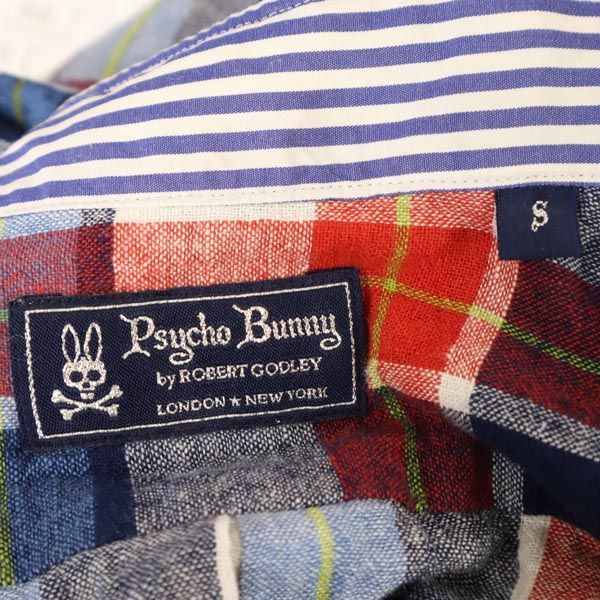 S
Psycho Bunny
by ROBERT GODLEY
LONDON ★ NEW YORK